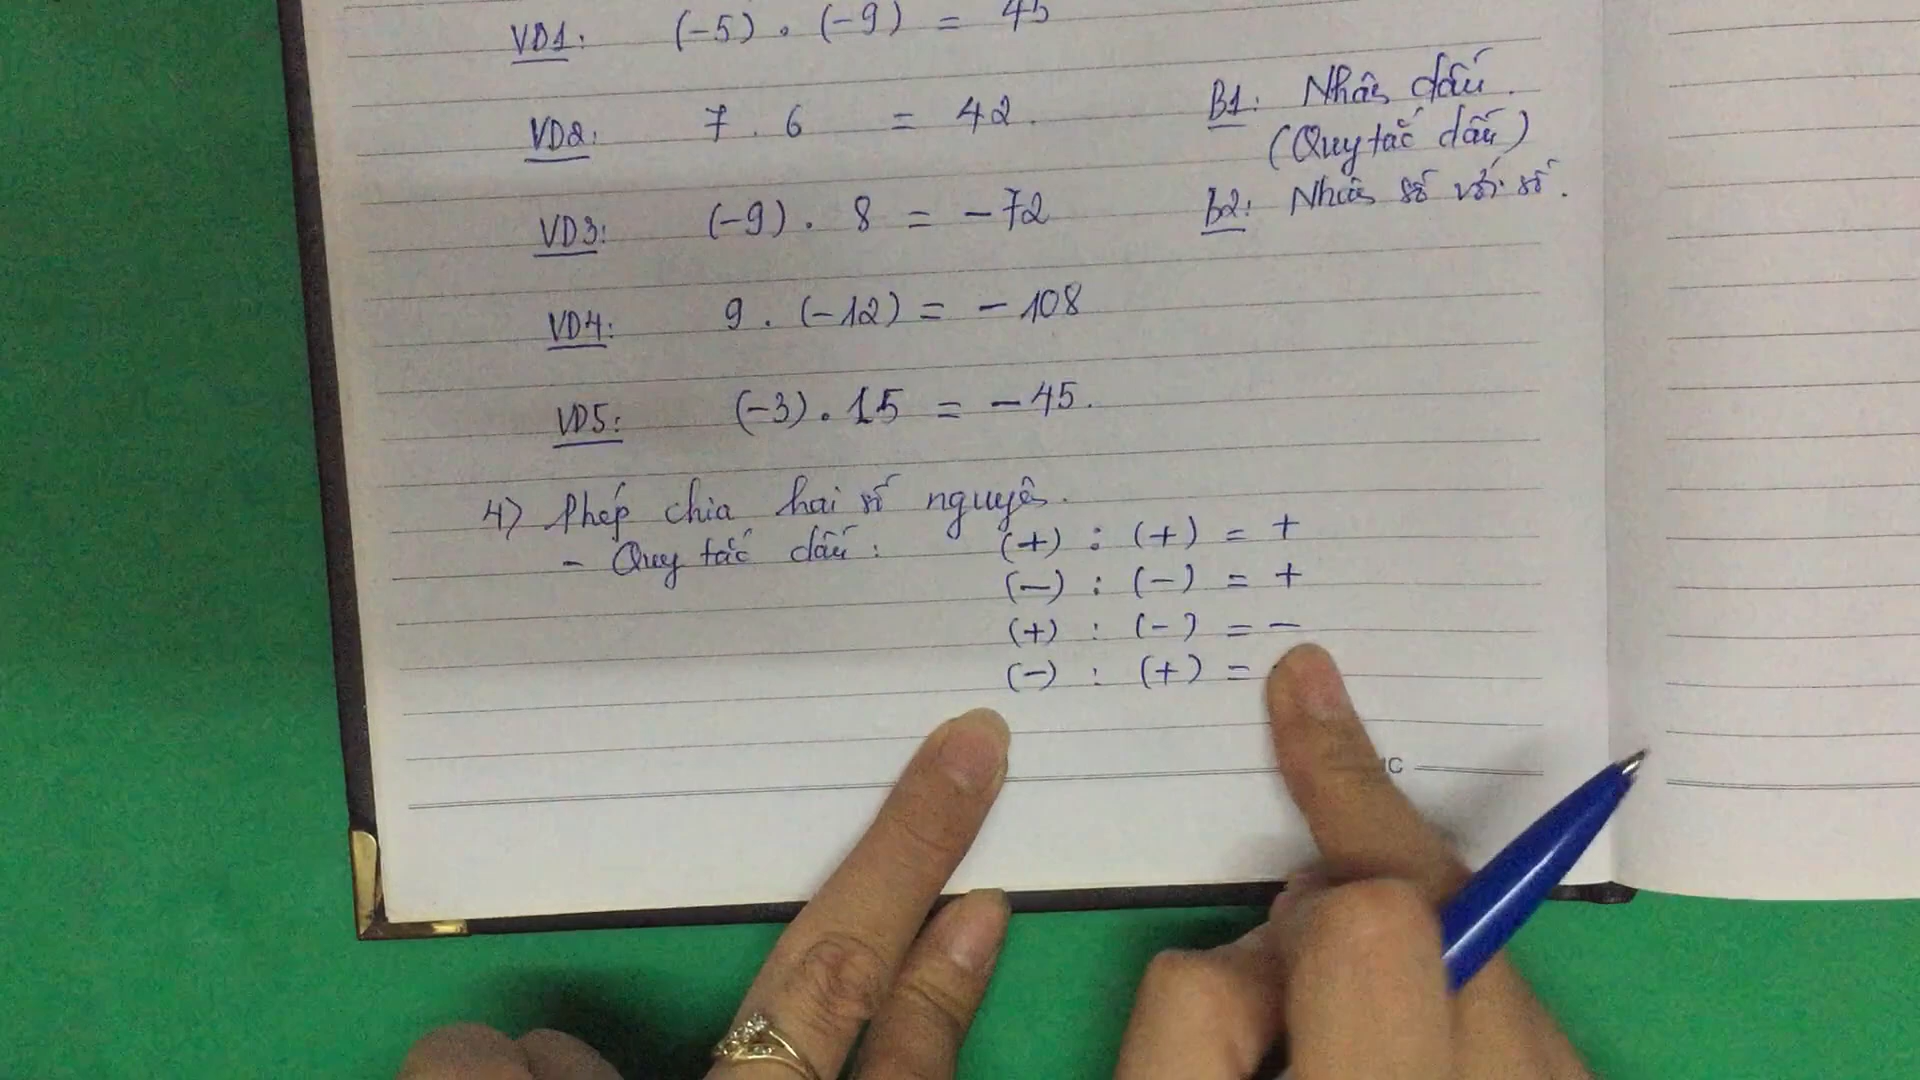 VD1: (-5) . (-9) = 45
VD2: 7 . 6 = 42.
B1: Nhân dấu.
(Quy tắc dấu)
VD3: (-9) . 8 = -72
B2: Nhân số với số.
VD4: 9 . (-12) = -108
VD5: (-3) . 15 = -45.
4) Phép chia hai số nguyên.
- Quy tắc dấu: (+) : (+) = +
(-) : (-) = +
(+) : (-) = -
(-) : (+) =